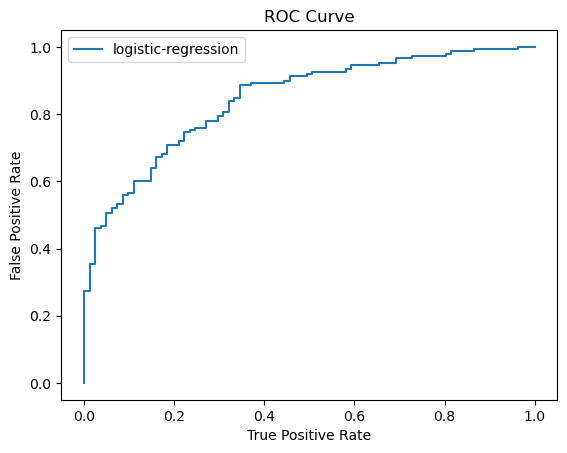 ROC Curve
logistic-regression
False Positive Rate
1.0
0.8
0.6
0.4
0.2
0.0
0.0 0.2 0.4 0.6 0.8 1.0
True Positive Rate